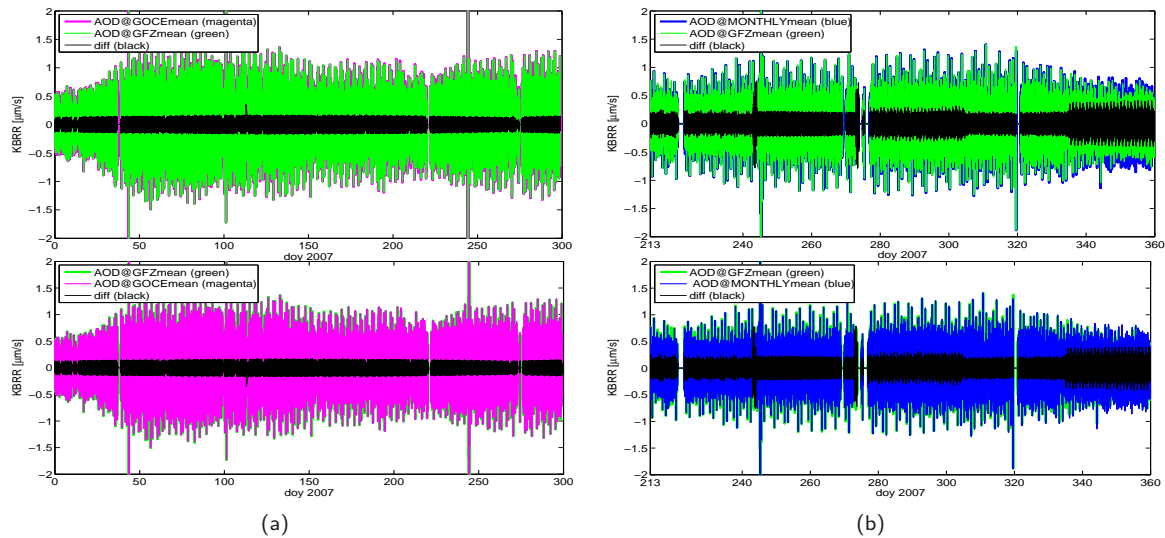 AOD@GOCEmean (magenta)
AOD@GFZmean (green)
diff (black)
2
1.5
1
0.5
0
−0.5
−1
−1.5
−2
KBRR [μm/s]
0 50 100 150 200 250 300
doy 2007
AOD@GFZmean (green)
AOD@GOCEmean (magenta)
diff (black)
2
1.5
1
0.5
0
−0.5
−1
−1.5
−2
KBRR [μm/s]
0 50 100 150 200 250 300
doy 2007
(a)
AOD@MONTHLYmean (blue)
AOD@GFZmean (green)
diff (black)
2
1.5
1
0.5
0
−0.5
−1
−1.5
−2
KBRR [μm/s]
213 240 260 280 300 320 340 360
doy 2007
AOD@GFZmean (green)
AOD@MONTHLYmean (blue)
diff (black)
2
1.5
1
0.5
0
−0.5
−1
−1.5
−2
KBRR [μm/s]
213 240 260 280 300 320 340 360
doy 2007
(b)